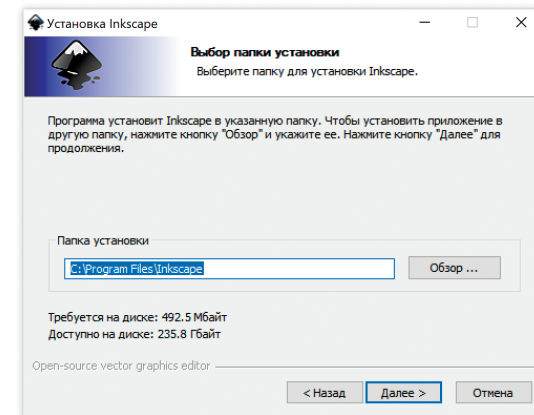 Установка Inkscape
Выбор папки установки
Выберите папку для установки Inkscape.
Программа установит Inkscape в указанную папку. Чтобы установить приложение в
другую папку, нажмите кнопку "Обзор" и укажите ее. Нажмите кнопку "Далее" для
продолжения.
Папка установки
C:\Program Files\Inkscape
Обзор ...
Требуется на диске: 492.5 Мбайт
Доступно на диске: 235.8 Гбайт
Open-source vector graphics editor
< Назад Далее > Отмена